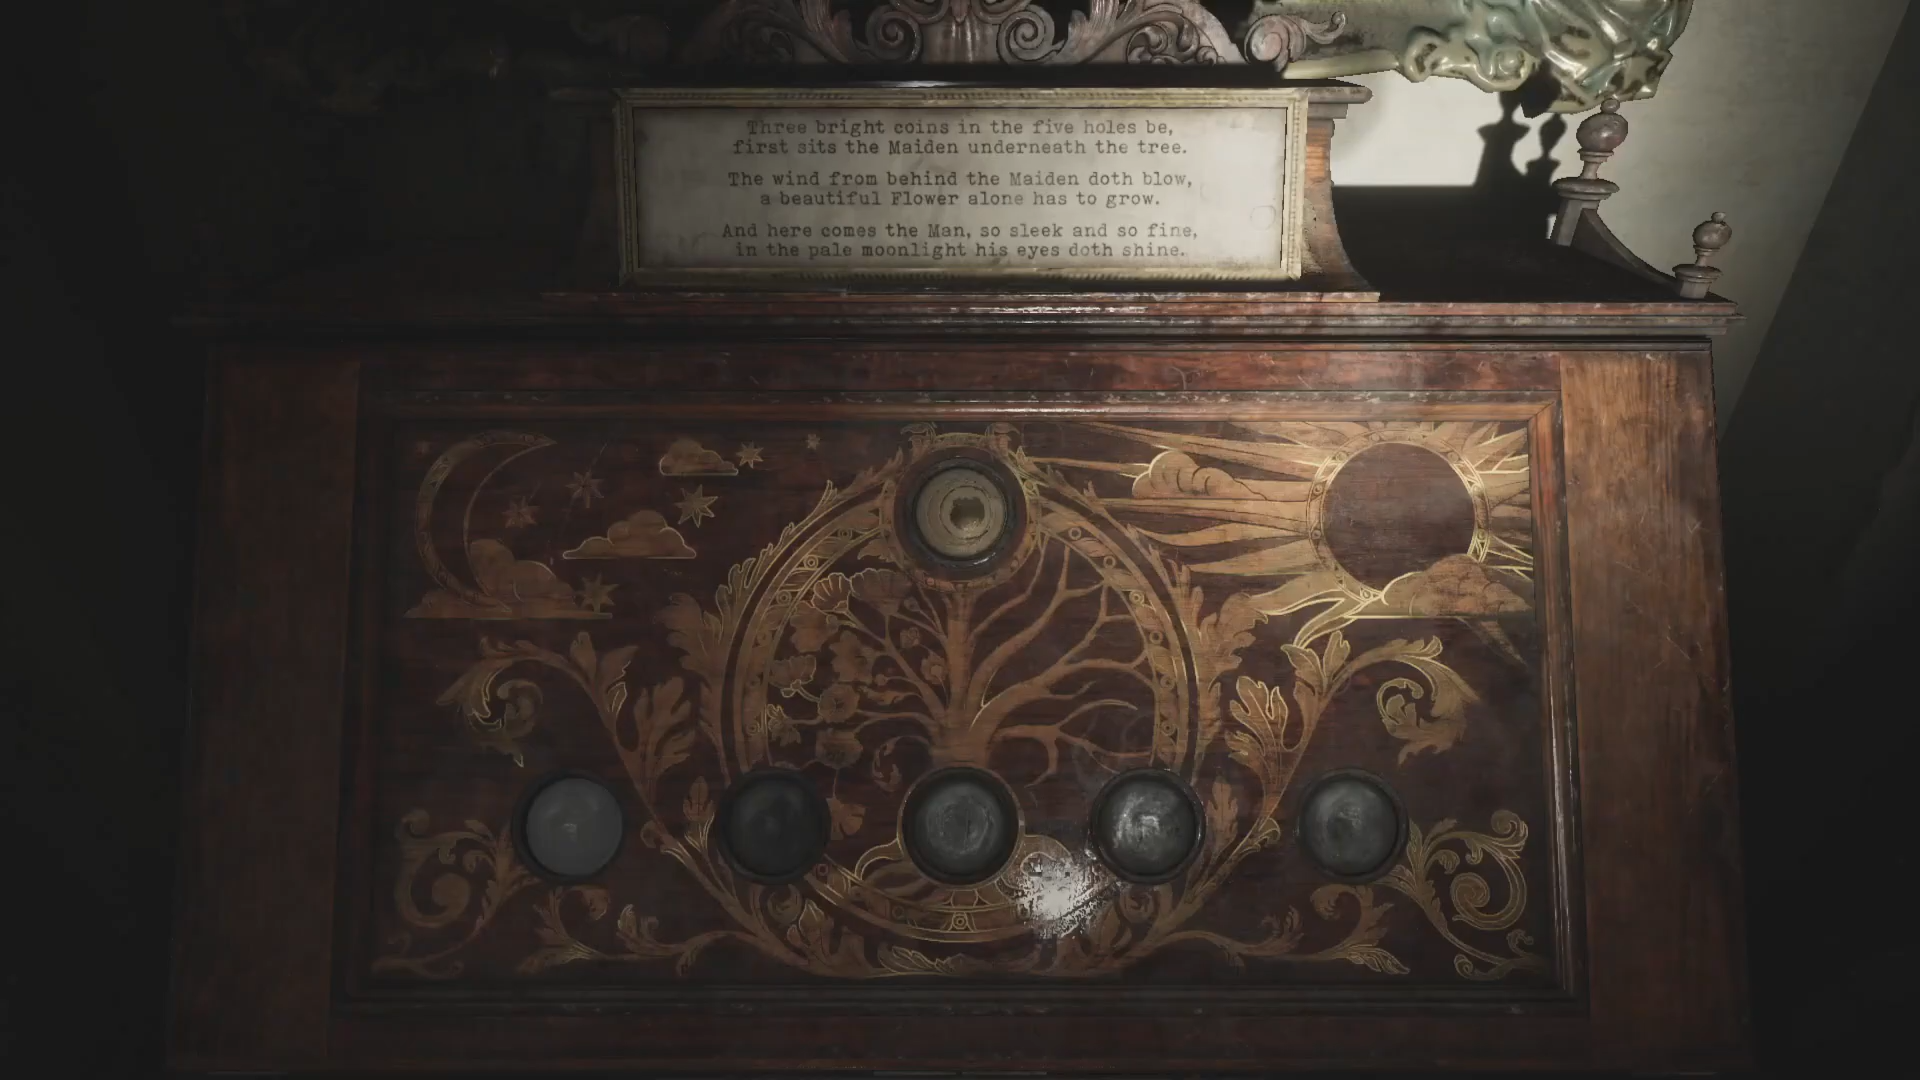 Three bright coins in the five holes be,
first sits the Maiden underneath the tree.
The wind from behind the Maiden doth blow,
a beautiful Flower alone has to grow.
And here comes the Man, so sleek and so fine,
in the pale moonlight his eyes doth shine.